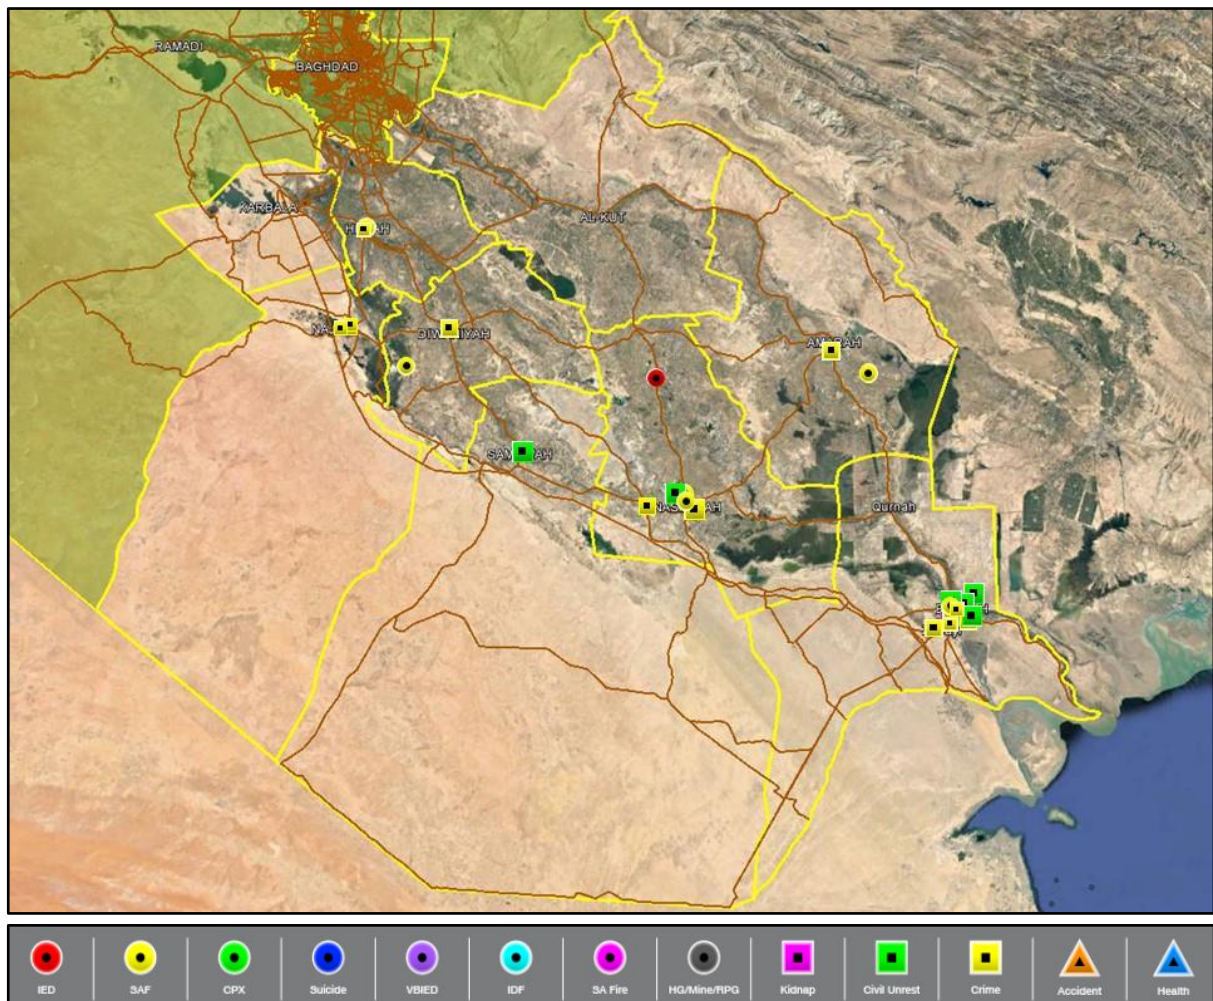 RAMADI
BAGHDAD
KARBALA
AL-KUT
DIWANIYAH
Qurnah
IED
SAF
CPX
Suicide
VBIED
IDF
SA Fire
HG/Mine/RPG
Kidnap
Civil Unrest
Crime
Accident
Health